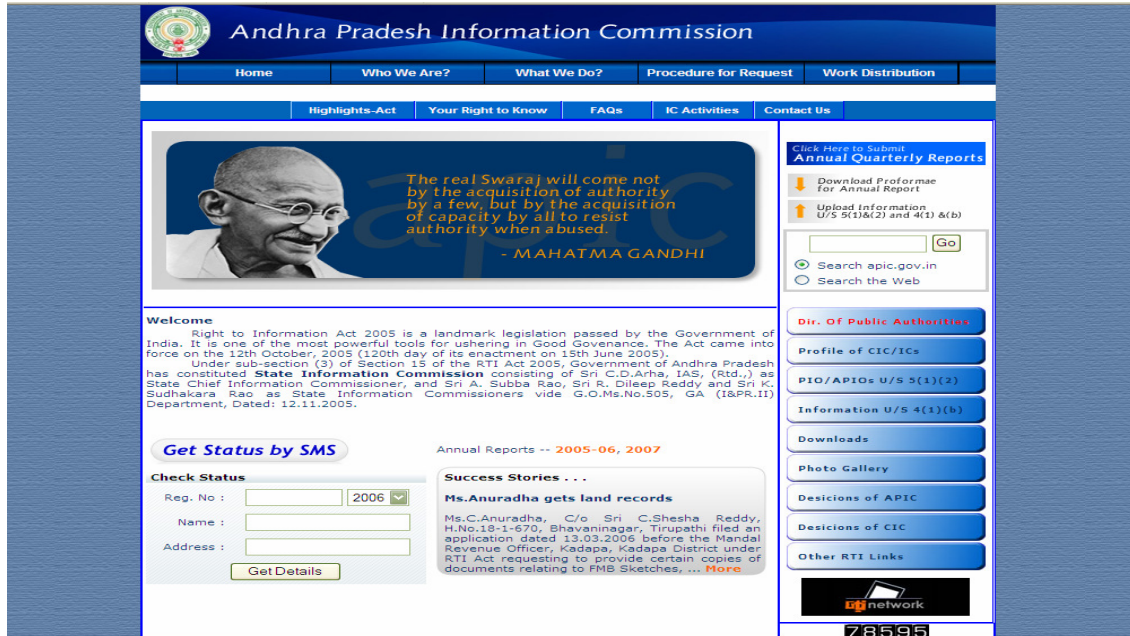 Andhra Pradesh Information Commission
Home Who We Are? What We Do? Procedure for Request Work Distribution
Highlights-Act Your Right to Know FAQs IC Activities Contact Us
The real Swaraj will come not
by the acquisition of authority
by a few, but by the acquisition
of capacity by all to resist
authority when abused.
- MAHATMA GANDHI
apic
Click Here to Submit
Annual Quarterly Reports
Download Proformae
for Annual Report
Upload Information
U/S 5(1)&(2) and 4(1) &(b)
Go
Search apic.gov.in
Search the Web
Welcome
Right to Information Act 2005 is a landmark legislation passed by the Government of
India. It is one of the most powerful tools for ushering in Good Govenance. The Act came into
force on the 12th October, 2005 (120th day of its enactment on 15th June 2005).
Under sub-section (3) of Section 15 of the RTI Act 2005, Government of Andhra Pradesh
has constituted State Information Commission consisting of Sri C.D.Arha, IAS, (Rtd.,) as
State Chief Information Commissioner, and Sri A. Subba Rao, Sri R. Dileep Reddy and Sri K.
Sudhakara Rao as State Information Commissioners vide G.O.Ms.No.505, GA (I&PR.II)
Department, Dated: 12.11.2005.
Get Status by SMS
Check Status
Reg. No : 2006
Name :
Address :
Get Details
Annual Reports -- 2005-06, 2007
Success Stories . . .
Ms.Anuradha gets land records
Ms.C.Anuradha, C/o Sri C.Shesha Reddy,
H.No.18-1-670, Bhavaninagar, Tirupathi filed an
application dated 13.03.2006 before the Mandal
Revenue Officer, Kadapa, Kadapa District under
RTI Act requesting to provide certain copies of
documents relating to FMB Sketches, ... More
Dir. Of Public Authorities
Profile of CIC/ICs
PIO/APIOs U/S 5(1)(2)
Information U/S 4(1)(b)
Downloads
Photo Gallery
Desicions of APIC
Desicions of CIC
Other RTI Links
rti network
78595